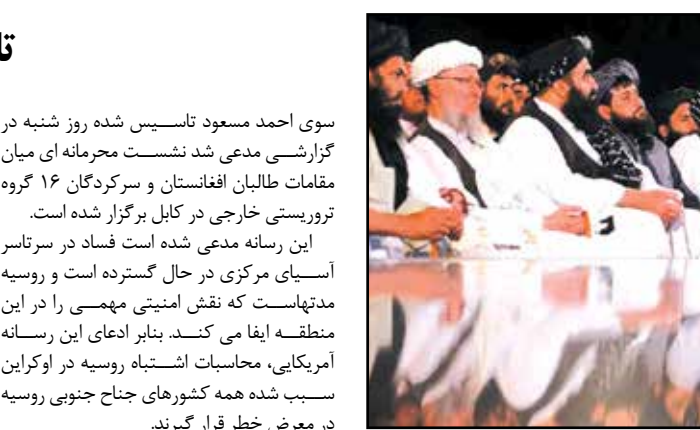 تا
سوی احمد مسعود تاسیس شده روز شنبه در
گزارشی مدعی شد نشست محرمانه ای میان
مقامات طالبان افغانستان و سرکردگان ۱۶ گروه
تروریستی خارجی در کابل برگزار شده است.
این رسانه مدعی شده است فساد در سرتاسر
آسیای مرکزی در حال گسترده است و روسیه
مدتهاست که نقش امنیتی مهمی را در این
منطقه ایفا می کند. بنابر ادعای این رسانه
آمریکایی، محاسبات اشتباه روسیه در اوکراین
سبب شده همه کشورهای جناح جنوبی روسیه
در معرض خطر قرار گیرند.